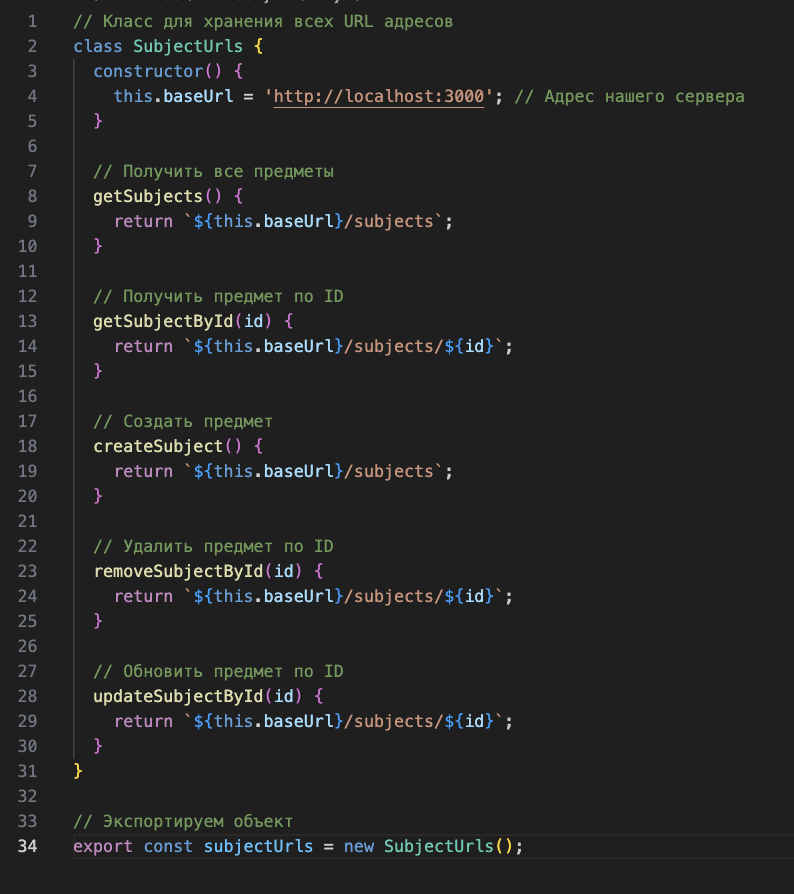 1 // Класс для хранения всех URL адресов
2 class SubjectUrls {
3   constructor() {
4     this.baseUrl = 'http://localhost:3000'; // Адрес нашего сервера
5   }
6
7   // Получить все предметы
8   getSubjects() {
9     return `${this.baseUrl}/subjects`;
10   }
11
12   // Получить предмет по ID
13   getSubjectById(id) {
14     return `${this.baseUrl}/subjects/${id}`;
15   }
16
17   // Создать предмет
18   createSubject() {
19     return `${this.baseUrl}/subjects`;
20   }
21
22   // Удалить предмет по ID
23   removeSubjectById(id) {
24     return `${this.baseUrl}/subjects/${id}`;
25   }
26
27   // Обновить предмет по ID
28   updateSubjectById(id) {
29     return `${this.baseUrl}/subjects/${id}`;
30   }
31 }
32
33 // Экспортируем объект
34 export const subjectUrls = new SubjectUrls();